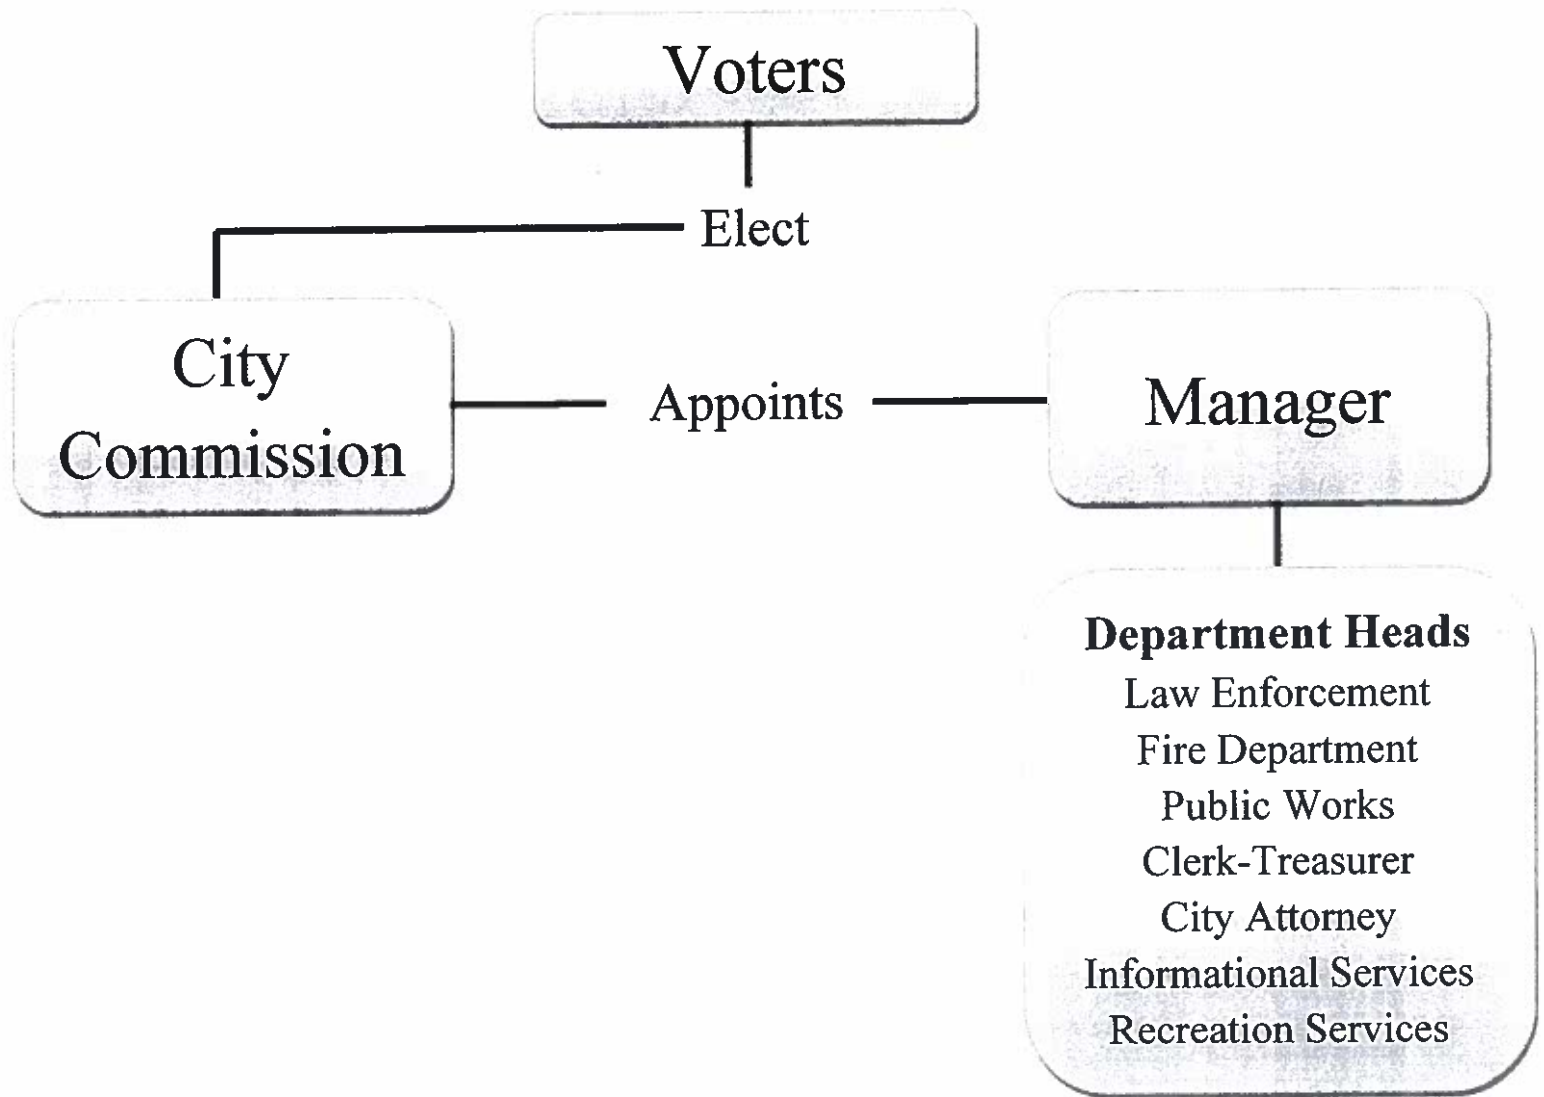 Voters
Elect
City
Commission
Appoints
Manager
Department Heads
Law Enforcement
Fire Department
Public Works
Clerk-Treasurer
City Attorney
Informational Services
Recreation Services